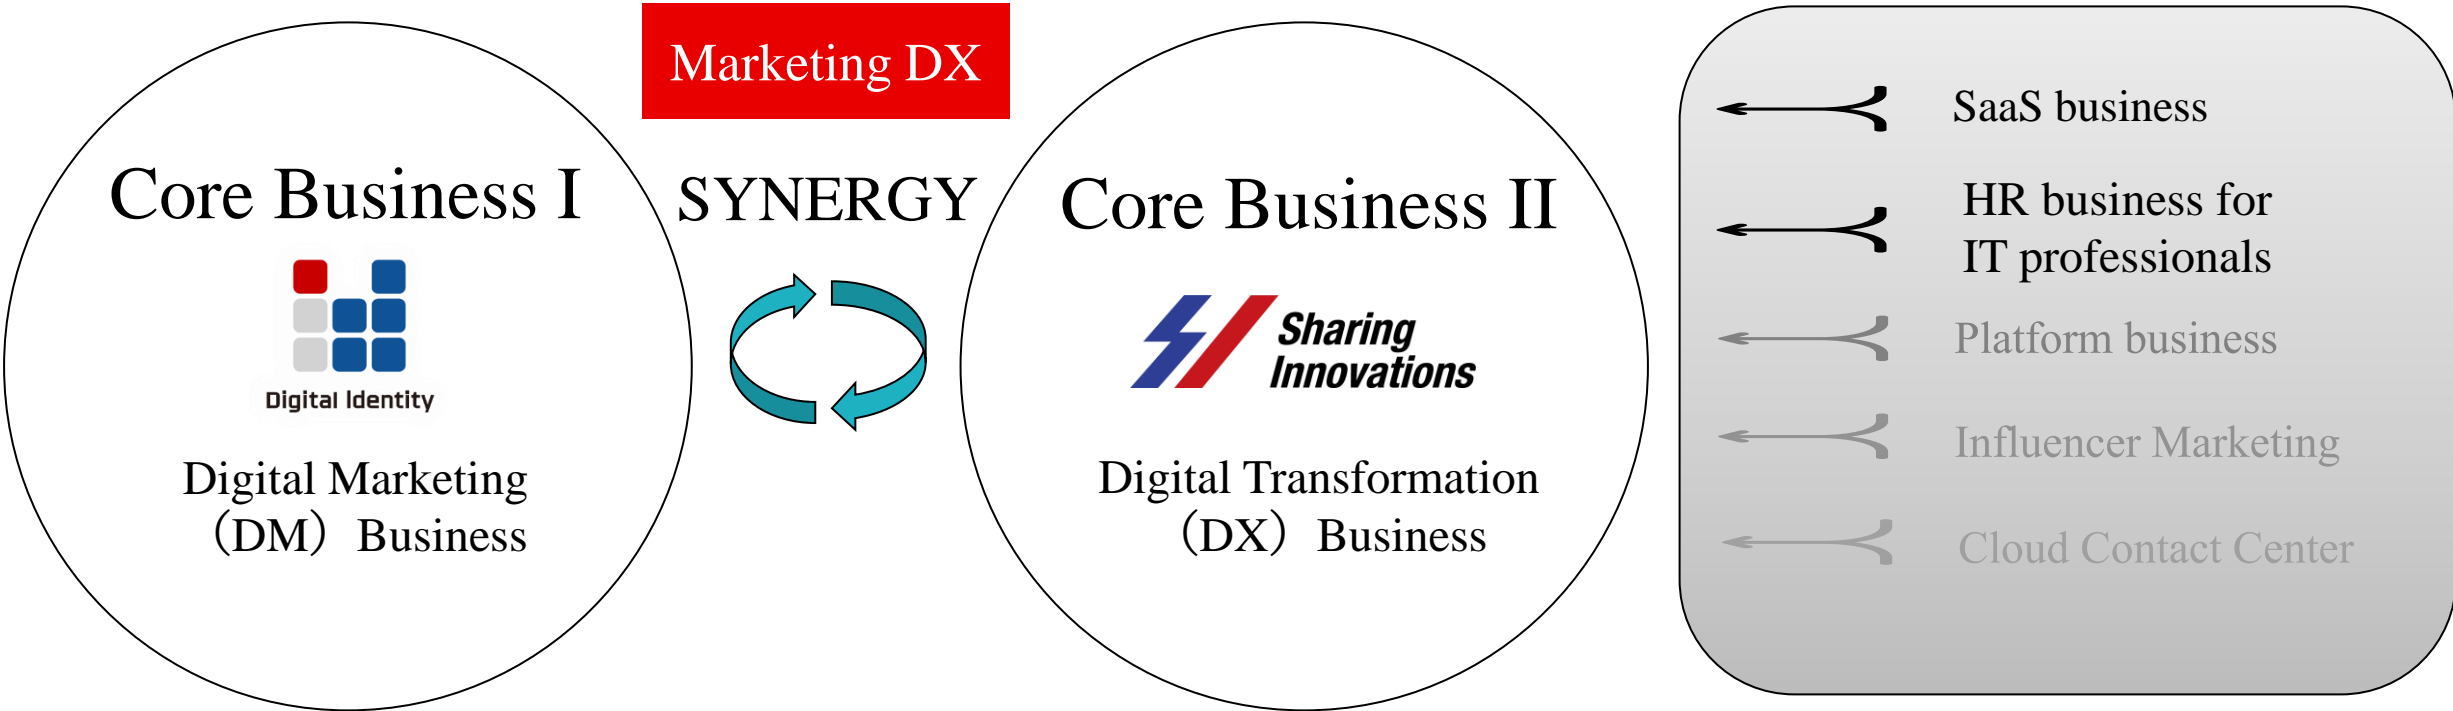 Marketing DX
Core Business I
Digital Identity
Digital Marketing
（DM）Business
SYNERGY
Core Business II
Sharing
Innovations
Digital Transformation
（DX）Business
SaaS business
HR business for
IT professionals
Platform business
Influencer Marketing
Cloud Contact Center